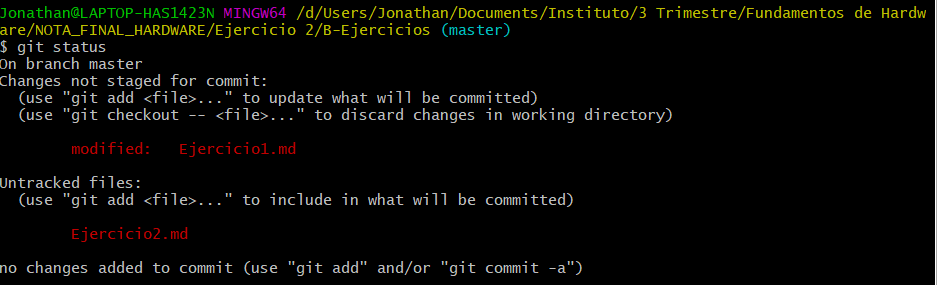 Jonathan@LAPTOP-HAS1423N MINGW64 /d/Users/Jonathan/Documents/Instituto/3 Trimestre/Fundamentos de Hardw
are/NOTA_FINAL_HARDWARE/Ejercicio 2/B-Ejercicios (master)
$ git status
On branch master
Changes not staged for commit:
  (use "git add <file>..." to update what will be committed)
  (use "git checkout -- <file>..." to discard changes in working directory)
        modified:   Ejercicio1.md
Untracked files:
  (use "git add <file>..." to include in what will be committed)
        Ejercicio2.md
no changes added to commit (use "git add" and/or "git commit -a")